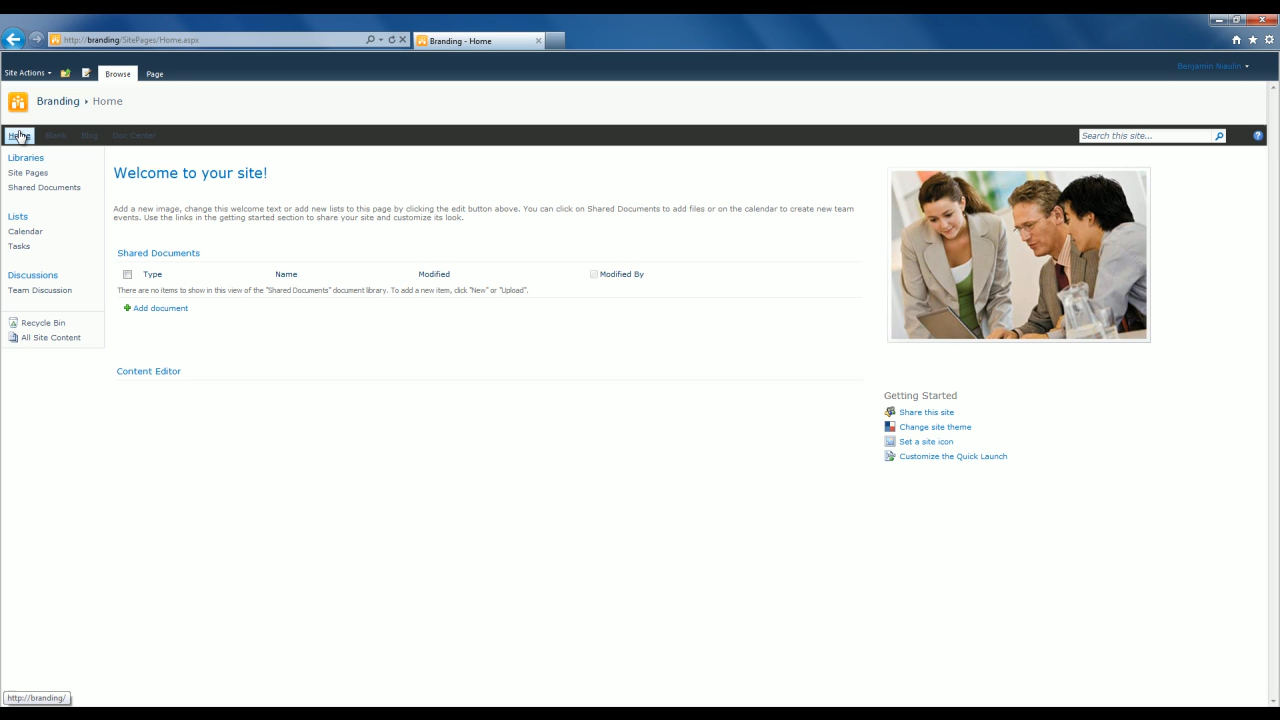 http://branding/SitePages/Home.aspx
Branding - Home
Site Actions
Browse
Page
Benjamin Niaulin
Branding
Home
Home
Blank
Blog
Doc Center
Search this site...
Libraries
Site Pages
Shared Documents
Lists
Calendar
Tasks
Discussions
Team Discussion
Recycle Bin
All Site Content
Welcome to your site!
Add a new image, change this welcome text or add new lists to this page by clicking the edit button above. You can click on Shared Documents to add files or on the calendar to create new team
events. Use the links in the getting started section to share your site and customize its look.
Shared Documents
Type Name Modified Modified By
There are no items to show in this view of the "Shared Documents" document library. To add a new item, click "New" or "Upload".
Add document
Content Editor
Getting Started
Share this site
Change site theme
Set a site icon
Customize the Quick Launch
http://branding/